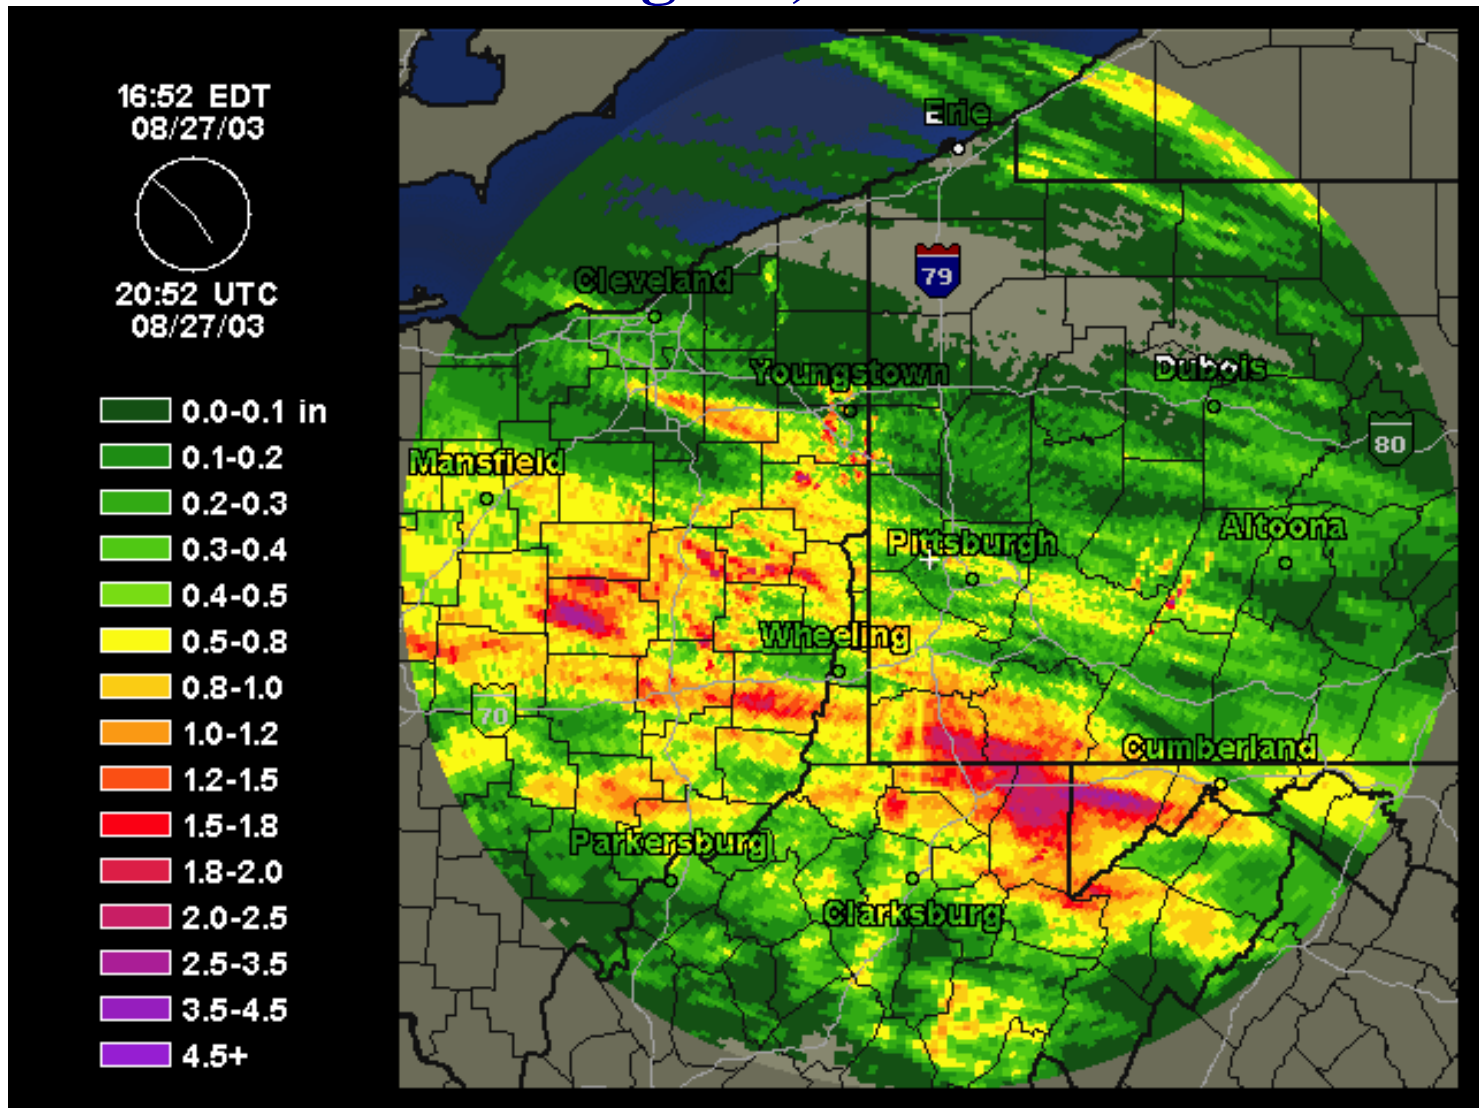 16:52 EDT
08/27/03
20:52 UTC
08/27/03
0.0-0.1 in
0.1-0.2
0.2-0.3
0.3-0.4
0.4-0.5
0.5-0.8
0.8-1.0
1.0-1.2
1.2-1.5
1.5-1.8
1.8-2.0
2.0-2.5
2.5-3.5
3.5-4.5
4.5+
Erie
79
Cleveland
Youngstown
Dubois
80
Mansfield
Altoona
Pittsburgh
Wheeling
70
Cumberland
Parkersburg
Clarksburg